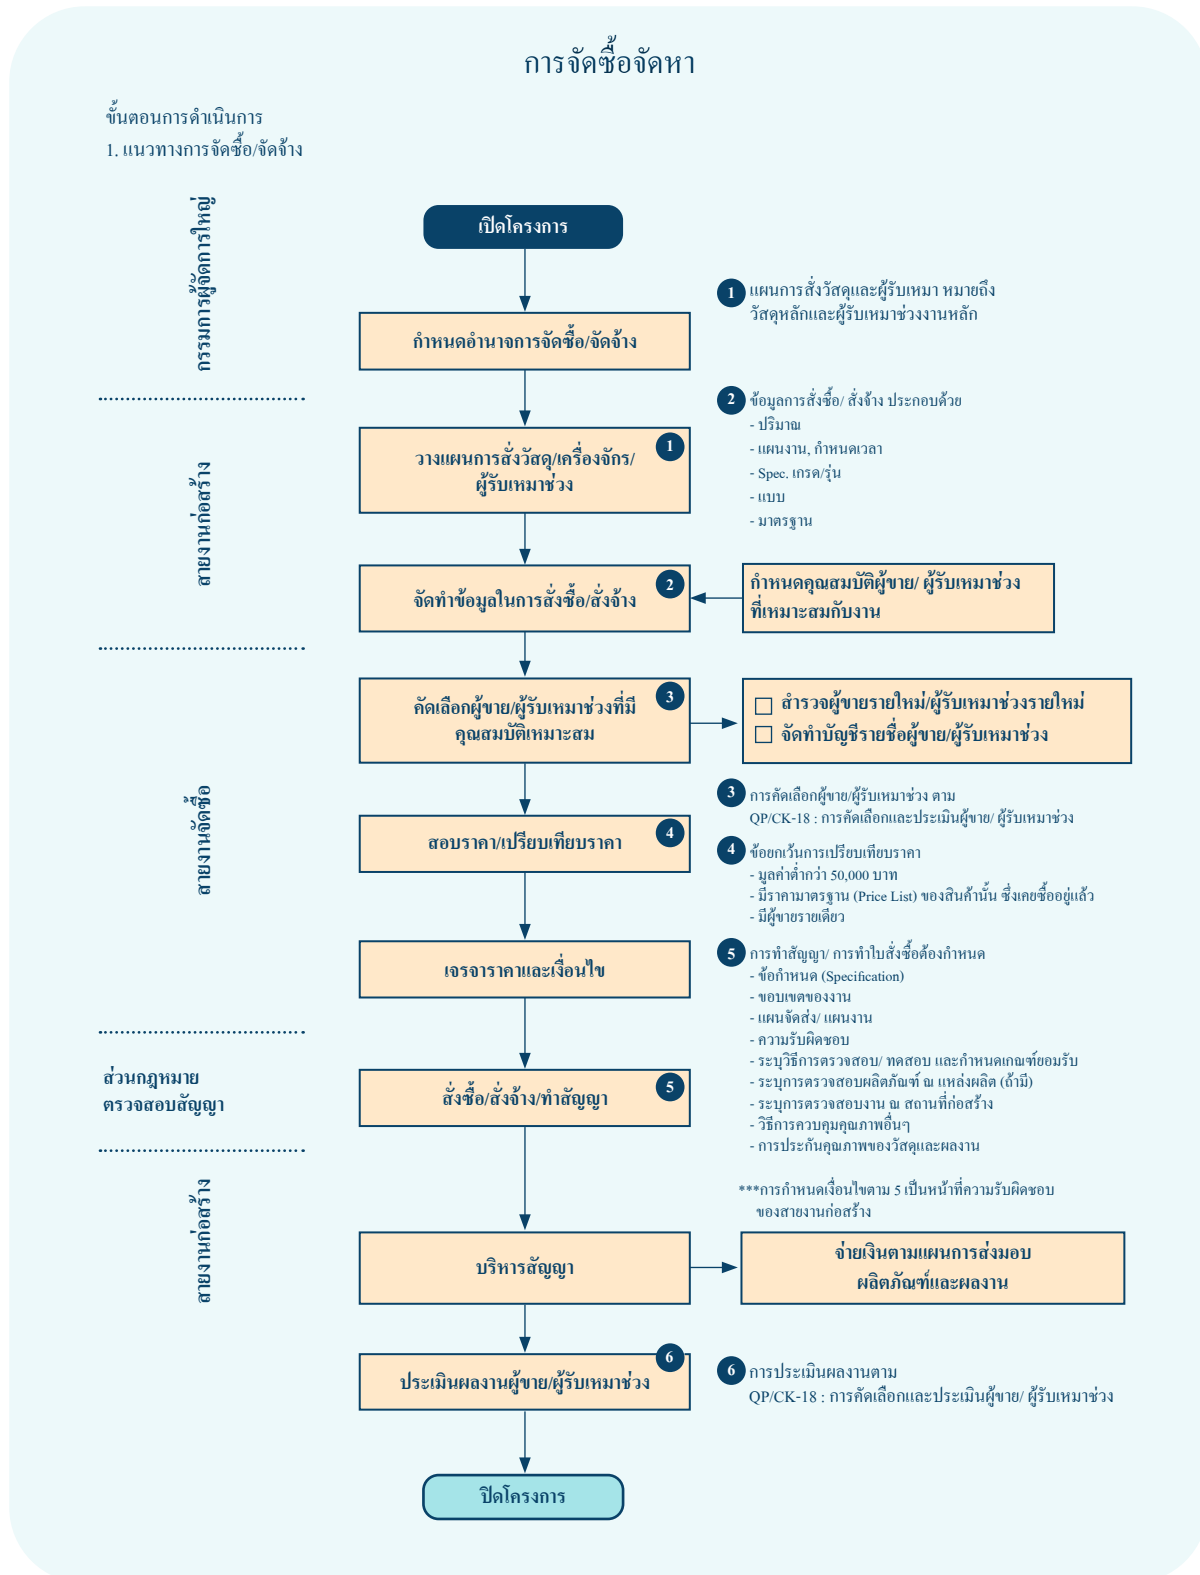 การจัดซื้อจัดหา
ขั้นตอนการดำเนินการ
1. แนวทางการจัดซื้อ/จัดจ้าง
กรรมการผู้จัดการใหญ่
เปิดโครงการ
กำหนดอำนาจการจัดซื้อ/จัดจ้าง
1 แผนการสั่งวัสดุและผู้รับเหมา หมายถึง
วัสดุหลักและผู้รับเหมาช่วงงานหลัก
สายงานก่อสร้าง
วางแผนการสั่งวัสดุ/เครื่องจักร/
ผู้รับเหมาช่วง
1
2 ข้อมูลการสั่งซื้อ/ สั่งจ้าง ประกอบด้วย
- ปริมาณ
- แผนงาน, กำหนดเวลา
- Spec. เกรด/รุ่น
- แบบ
- มาตรฐาน
จัดทำข้อมูลในการสั่งซื้อ/สั่งจ้าง
2
กำหนดคุณสมบัติผู้ขาย/ ผู้รับเหมาช่วง
ที่เหมาะสมกับงาน
สายงานจัดซื้อ
คัดเลือกผู้ขาย/ผู้รับเหมาช่วงที่มี
คุณสมบัติเหมาะสม
3
สำรวจผู้ขายรายใหม่/ผู้รับเหมาช่วงรายใหม่
จัดทำบัญชีรายชื่อผู้ขาย/ผู้รับเหมาช่วง
3 การคัดเลือกผู้ขาย/ผู้รับเหมาช่วง ตาม
QP/CK-18 : การคัดเลือกและประเมินผู้ขาย/ ผู้รับเหมาช่วง
สอบราคา/เปรียบเทียบราคา
4
4 ข้อยกเว้นการเปรียบเทียบราคา
- มูลค่าต่ำกว่า 50,000 บาท
- มีราคามาตรฐาน (Price List) ของสินค้านั้น ซึ่งเคยซื้ออยู่แล้ว
- มีผู้ขายรายเดียว
เจรจาราคาและเงื่อนไข
5 การทำสัญญา/ การทำใบสั่งซื้อต้องกำหนด
- ข้อกำหนด (Specification)
- ขอบเขตของงาน
- แผนจัดส่ง/ แผนงาน
- ความรับผิดชอบ
- ระบุวิธีการตรวจสอบ/ ทดสอบ และกำหนดเกณฑ์ยอมรับ
- ระบุการตรวจสอบผลิตภัณฑ์ ณ แหล่งผลิต (ถ้ามี)
- ระบุการตรวจสอบงาน ณ สถานที่ก่อสร้าง
- วิธีการควบคุมคุณภาพอื่นๆ
- การประกันคุณภาพของวัสดุและผลงาน
ส่วนกฎหมาย
ตรวจสอบสัญญา
สั่งซื้อ/สั่งจ้าง/ทำสัญญา
5
***การกำหนดเงื่อนไขตาม 5 เป็นหน้าที่ความรับผิดชอบ
ของสายงานก่อสร้าง
สายงานก่อสร้าง
บริหารสัญญา
จ่ายเงินตามแผนการส่งมอบ
ผลิตภัณฑ์และผลงาน
ประเมินผลงานผู้ขาย/ผู้รับเหมาช่วง
6
6 การประเมินผลงานตาม
QP/CK-18 : การคัดเลือกและประเมินผู้ขาย/ ผู้รับเหมาช่วง
ปิดโครงการ